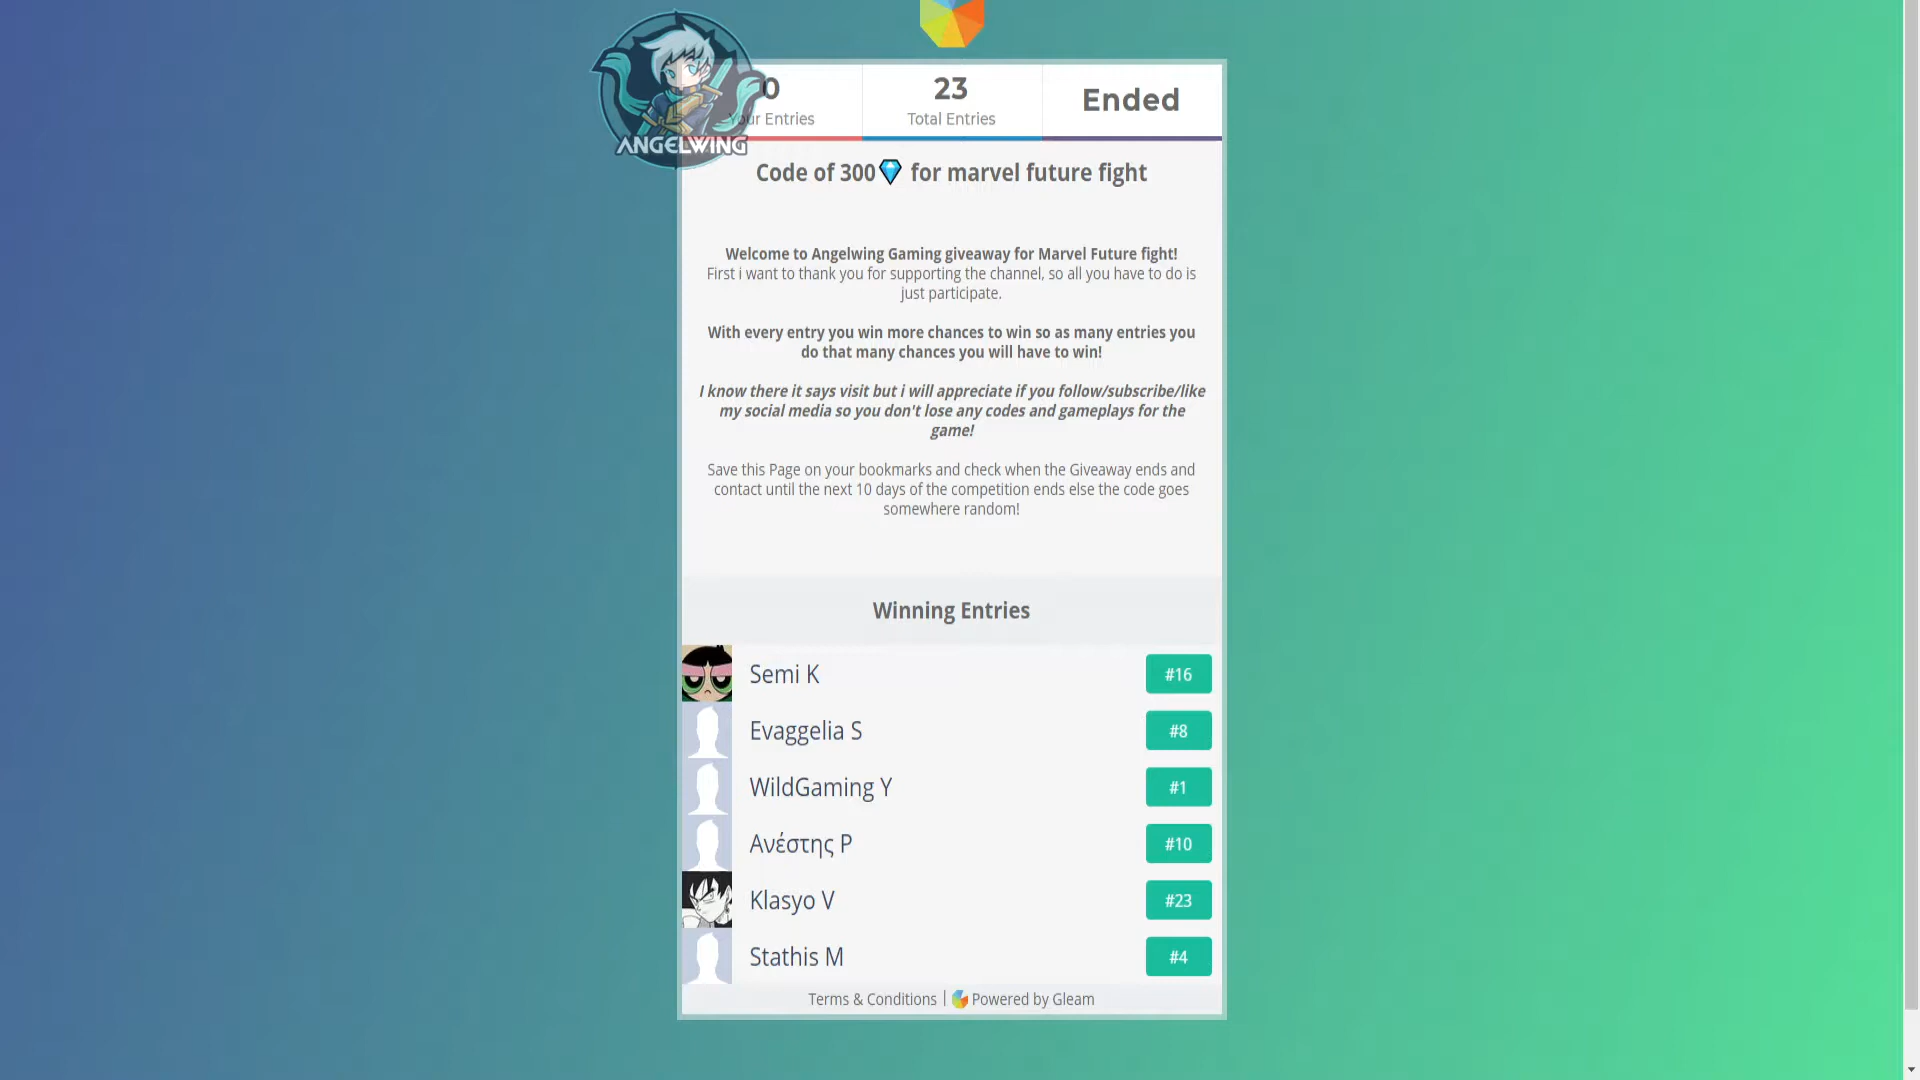 0
23
Ended
Your Entries
Total Entries
ANGELWING
Code of 300💎 for marvel future fight
Welcome to Angelwing Gaming giveaway for Marvel Future fight!
First i want to thank you for supporting the channel, so all you have to do is
just participate.
With every entry you win more chances to win so as many entries you
do that many chances you will have to win!
I know there it says visit but i will appreciate if you follow/subscribe/like
my social media so you don't lose any codes and gameplays for the
game!
Save this Page on your bookmarks and check when the Giveaway ends and
contact until the next 10 days of the competition ends else the code goes
somewhere random!
Winning Entries
Semi K #16
Evaggelia S #8
WildGaming Y #1
Ανέστης Ρ #10
Klasyo V #23
Stathis M #4
Terms & Conditions | Powered by Gleam